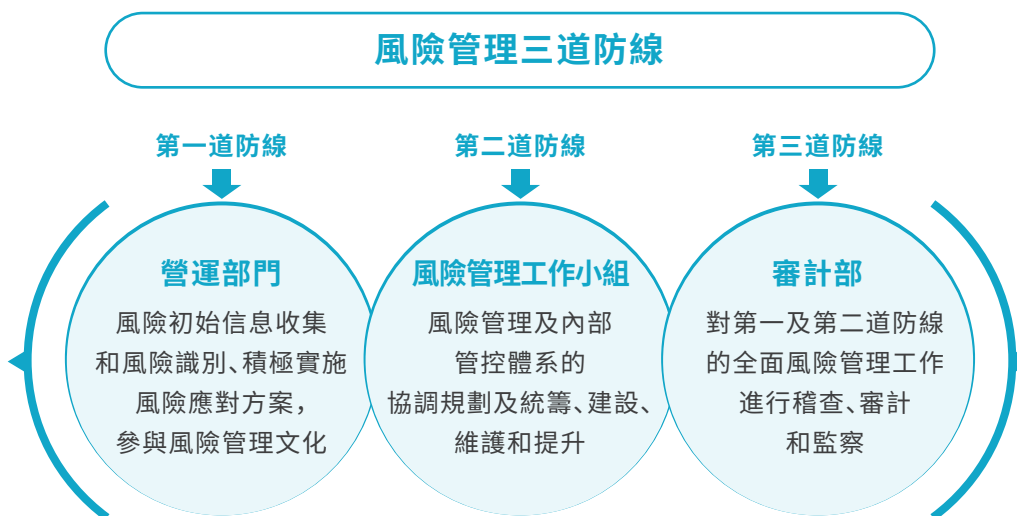 風險管理三道防線
第一道防線
第二道防線
第三道防線
營運部門
風險初始信息收集
和風險識別、積極實施
風險應對方案，
參與風險管理文化
風險管理工作小組
風險管理及內部
管控體系的
協調規劃及統籌、建設、
維護和提升
審計部
對第一及第二道防線
的全面風險管理工作
進行稽查、審計
和監察